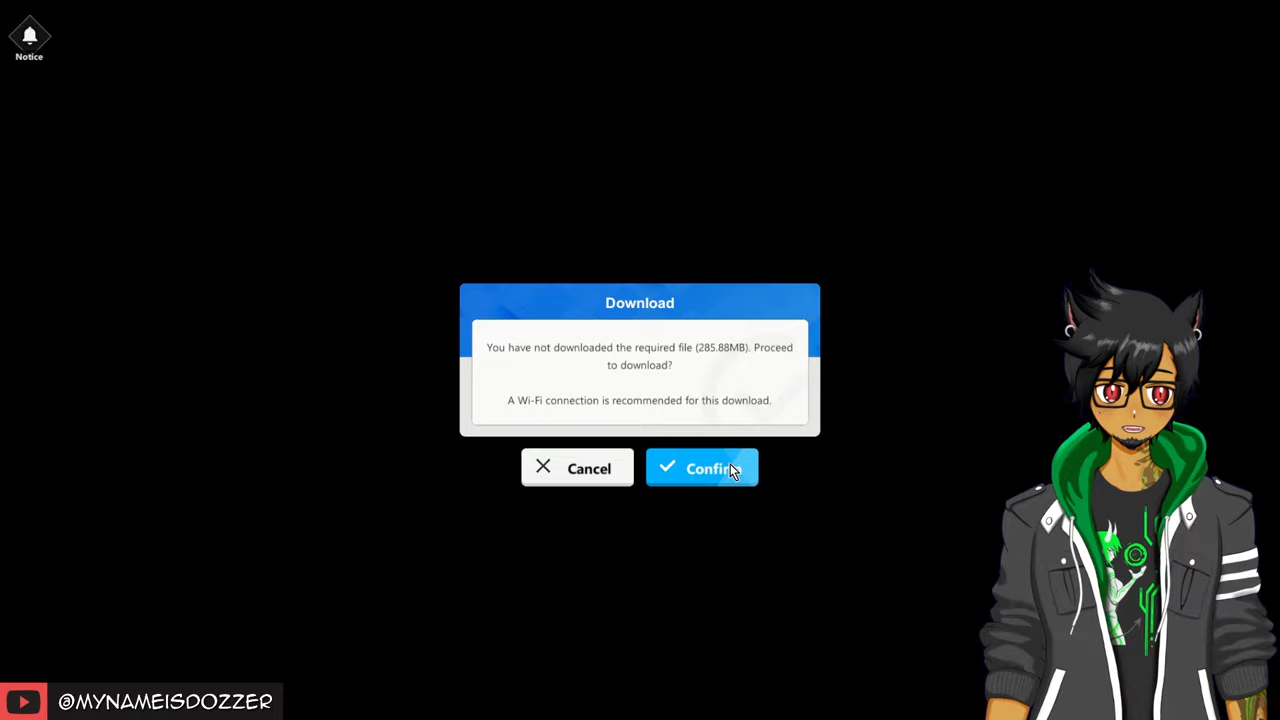 Notice
Download
You have not downloaded the required file (285.88MB). Proceed
to download?
A Wi-Fi connection is recommended for this download.
Cancel
Confirm
@MYNAMEISDOZZER